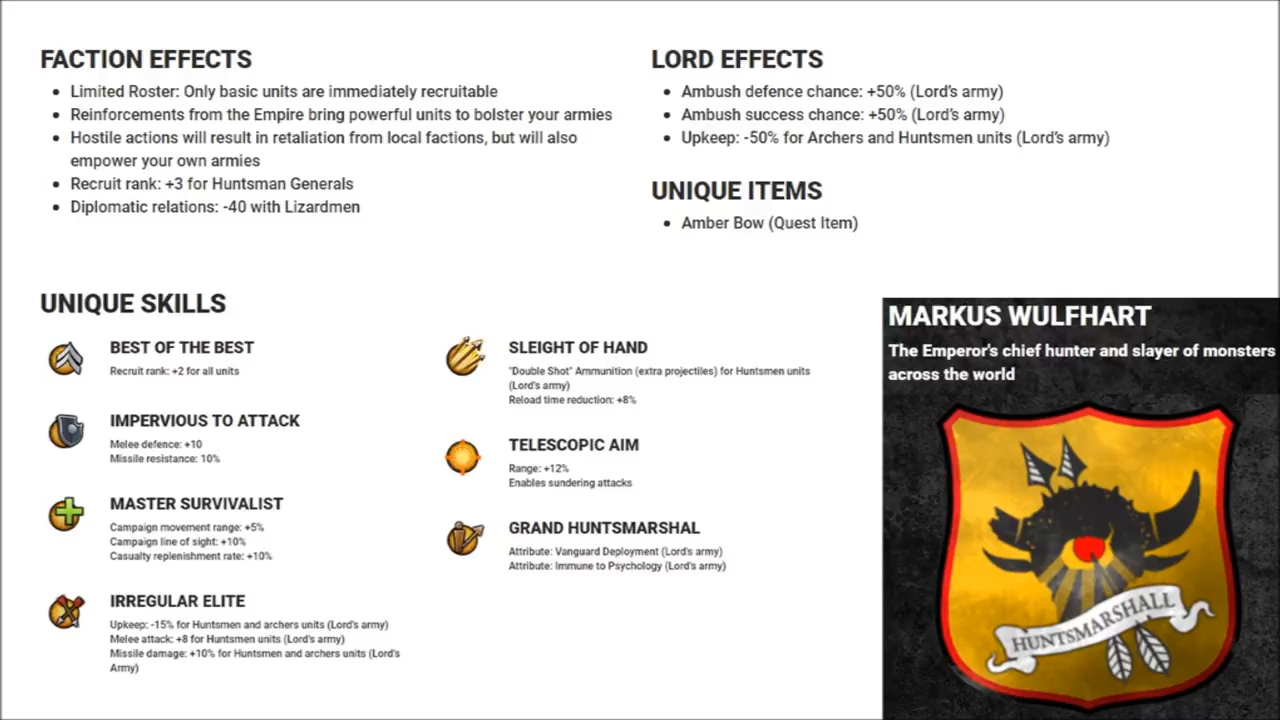 FACTION EFFECTS
Limited Roster: Only basic units are immediately recruitable
Reinforcements from the Empire bring powerful units to bolster your armies
Hostile actions will result in retaliation from local factions, but will also
empower your own armies
Recruit rank: +3 for Huntsman Generals
Diplomatic relations: -40 with Lizardmen
LORD EFFECTS
Ambush defence chance: +50% (Lord's army)
Ambush success chance: +50% (Lord's army)
Upkeep: -50% for Archers and Huntsmen units (Lord's army)
UNIQUE ITEMS
Amber Bow (Quest Item)
UNIQUE SKILLS
BEST OF THE BEST
Recruit rank: +2 for all units
IMPERVIOUS TO ATTACK
Melee defence: +10
Missile resistance: 10%
MASTER SURVIVALIST
Campaign movement range: +5%
Campaign line of sight: +10%
Casualty replenishment rate: +10%
IRREGULAR ELITE
Upkeep: -15% for Huntsmen and archers units (Lord's army)
Melee attack: +8 for Huntsmen units (Lord's army)
Missile damage: +10% for Huntsmen and archers units (Lord's
Army)
SLEIGHT OF HAND
"Double Shot" Ammunition (extra projectiles) for Huntsmen units
(Lord's army)
Reload time reduction: +8%
TELESCOPIC AIM
Range: +12%
Enables sundering attacks
GRAND HUNTSMARSHAL
Attribute: Vanguard Deployment (Lord's army)
Attribute: Immune to Psychology (Lord's army)
MARKUS WULFHART
The Emperor's chief hunter and slayer of monsters
across the world
HUNTSMARSHALL